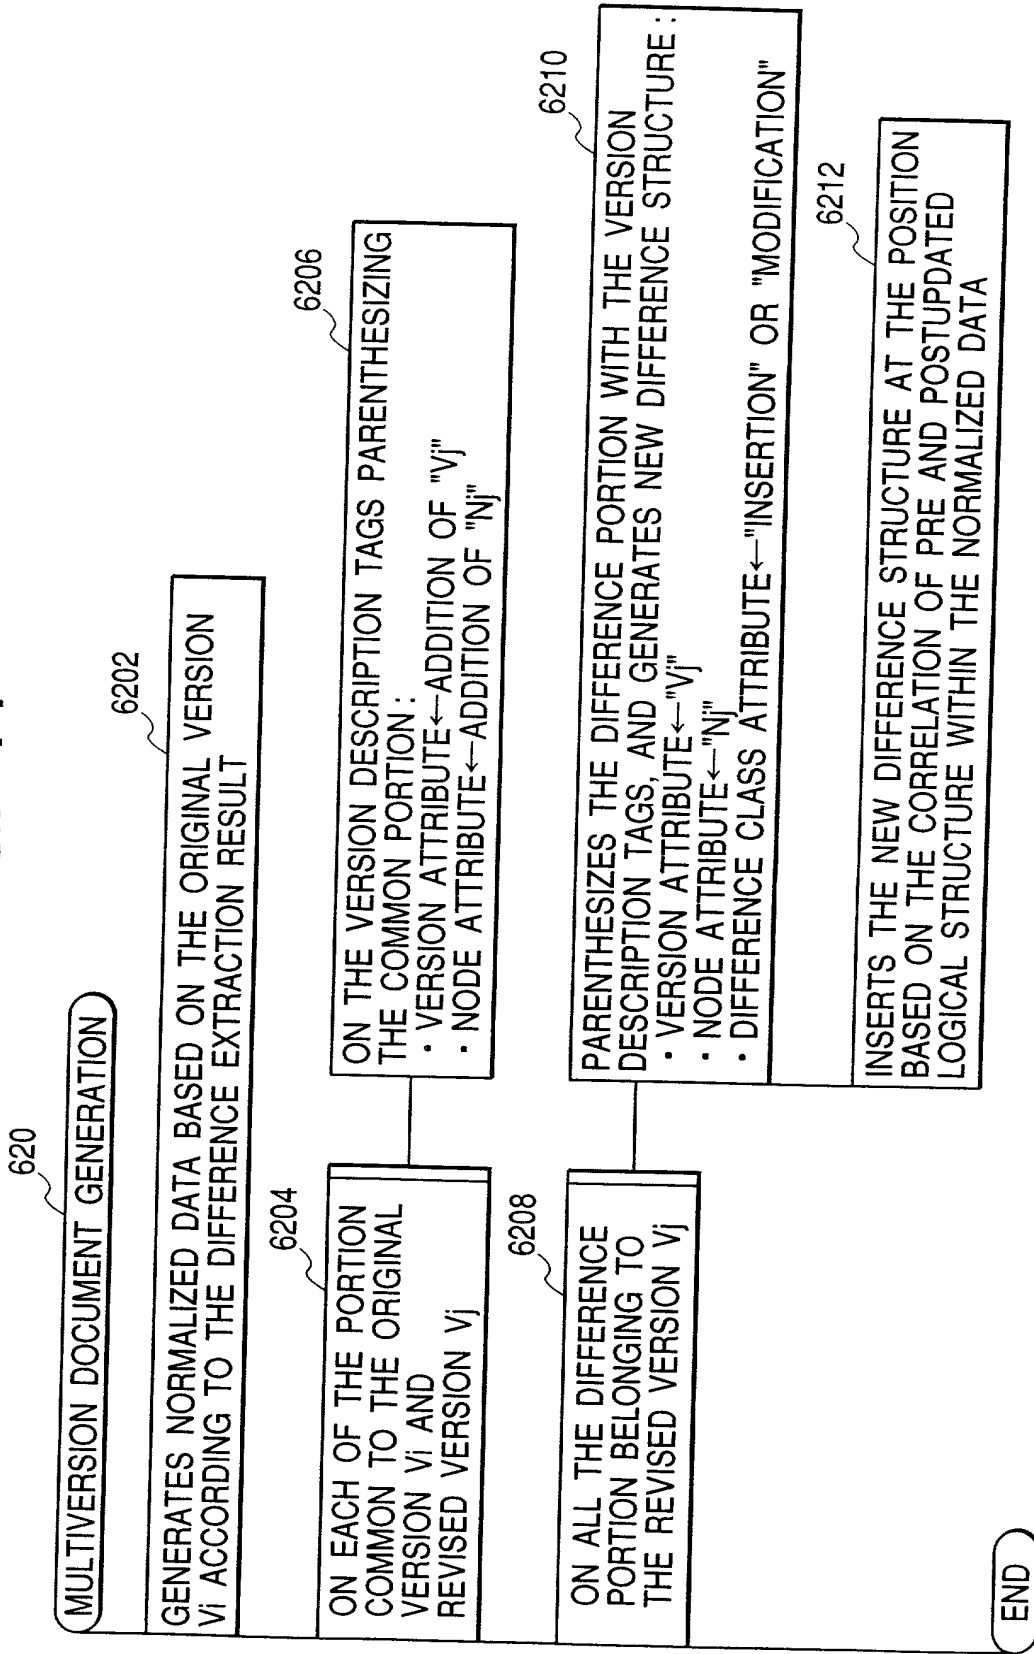 620
MULTIVERSION DOCUMENT GENERATION
6202
GENERATES NORMALIZED DATA BASED ON THE ORIGINAL VERSION
Vi ACCORDING TO THE DIFFERENCE EXTRACTION RESULT
6204
ON EACH OF THE PORTION
COMMON TO THE ORIGINAL
VERSION Vi AND
REVISED VERSION Vj
6206
ON THE VERSION DESCRIPTION TAGS PARENTHESIZING
THE COMMON PORTION :
· VERSION ATTRIBUTE←ADDITION OF "Vj"
· NODE ATTRIBUTE←ADDITION OF "Nj"
6208
ON ALL THE DIFFERENCE
PORTION BELONGING TO
THE REVISED VERSION Vj
6210
PARENTHESIZES THE DIFFERENCE PORTION WITH THE VERSION
DESCRIPTION TAGS, AND GENERATES NEW DIFFERENCE STRUCTURE :
· VERSION ATTRIBUTE←"Vj"
· NODE ATTRIBUTE←"Nj"
· DIFFERENCE CLASS ATTRIBUTE←"INSERTION" OR "MODIFICATION"
6212
INSERTS THE NEW DIFFERENCE STRUCTURE AT THE POSITION
BASED ON THE CORRELATION OF PRE AND POSTUPDATED
LOGICAL STRUCTURE WITHIN THE NORMALIZED DATA
END